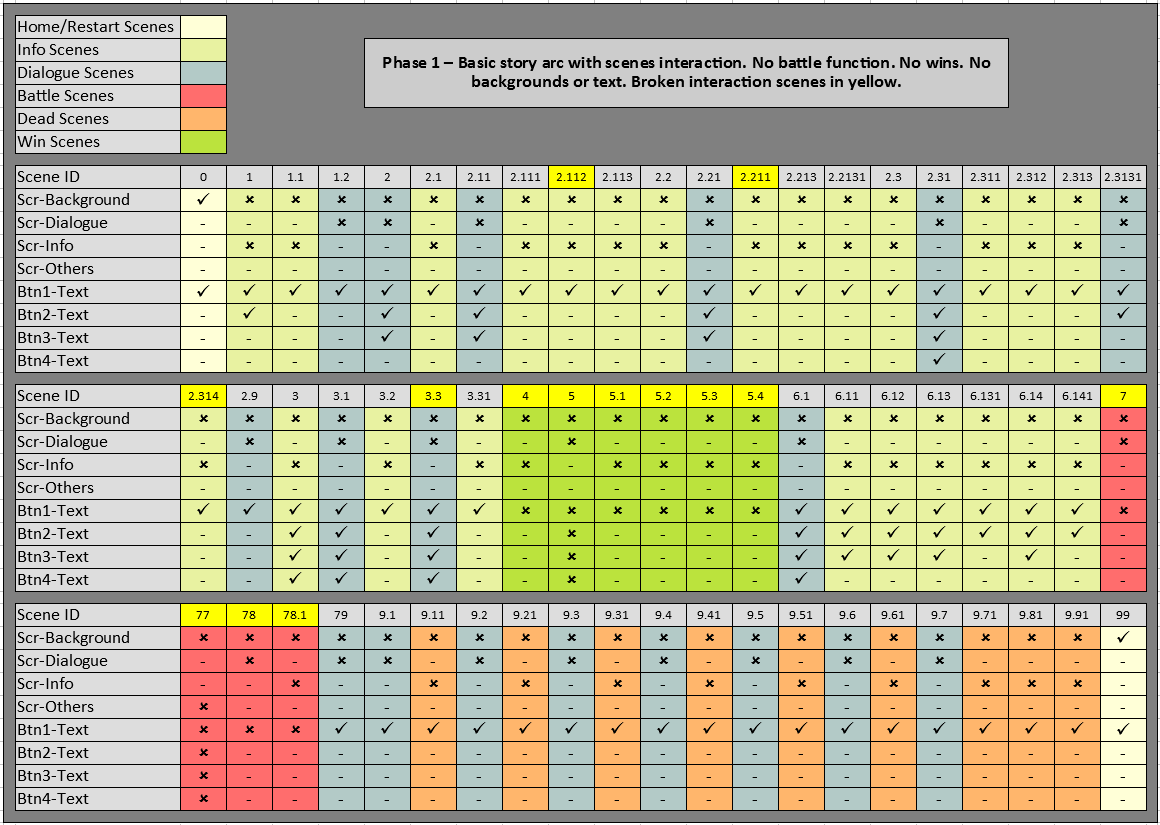 Home/Restart Scenes
Info Scenes
Dialogue Scenes
Battle Scenes
Dead Scenes
Win Scenes
Phase 1 – Basic story arc with scenes interaction. No battle function. No wins. No
backgrounds or text. Broken interaction scenes in yellow.
Scene ID 0 1 1.1 1.2 2 2.1 2.11 2.111 2.112 2.113 2.2 2.21 2.211 2.213 2.2131 2.3 2.31 2.311 2.312 2.313 2.3131
Scr-Background ✓ × × × × × × × × × × × × × × × × × × × ×
Scr-Dialogue - - - × × - × - - - - × - - - - × - - - ×
Scr-Info - × × - - × - × × × × - × × × × - × × × -
Scr-Others - - - - - - - - - - - - - - - - - - - - -
Btn1-Text ✓ ✓ ✓ ✓ ✓ ✓ ✓ ✓ ✓ ✓ ✓ ✓ ✓ ✓ ✓ ✓ ✓ ✓ ✓ ✓ ✓
Btn2-Text - ✓ - - ✓ - ✓ - - - - ✓ - - - - ✓ - - - ✓
Btn3-Text - - - - ✓ - ✓ - - - - ✓ - - - - ✓ - - - -
Btn4-Text - - - - - - - - - - - - - - - - ✓ - - - -
Scene ID 2.314 2.9 3 3.1 3.2 3.3 3.31 4 5 5.1 5.2 5.3 5.4 6.1 6.11 6.12 6.13 6.131 6.14 6.141 7
Scr-Background × × × × × × × × × × × × × × × × × × × × ×
Scr-Dialogue - × - × - × - - × - - - - × - - - - - - ×
Scr-Info × - × - × - × × - × × × × - × × × × × × -
Scr-Others - - - - - - - - - - - - - - - - - - - - -
Btn1-Text ✓ ✓ ✓ ✓ ✓ ✓ ✓ × × × × × × ✓ ✓ ✓ ✓ ✓ ✓ ✓ ×
Btn2-Text - - ✓ ✓ - ✓ - - × - - - - ✓ ✓ ✓ ✓ ✓ ✓ ✓ -
Btn3-Text - - ✓ ✓ - ✓ - - × - - - - ✓ ✓ ✓ ✓ - ✓ - -
Btn4-Text - - ✓ ✓ - ✓ - - × - - - - ✓ - - - - - - -
Scene ID 77 78 78.1 79 9.1 9.11 9.2 9.21 9.3 9.31 9.4 9.41 9.5 9.51 9.6 9.61 9.7 9.71 9.81 9.91 99
Scr-Background × × × × × × × × × × × × × × × × × × × × ✓
Scr-Dialogue - × - × × - × - × - × - × - × - × - - - -
Scr-Info - - × - - × - × - × - × - × - × - × × × -
Scr-Others × - - - - - - - - - - - - - - - - - - - -
Btn1-Text × × × ✓ ✓ ✓ ✓ ✓ ✓ ✓ ✓ ✓ ✓ ✓ ✓ ✓ ✓ ✓ ✓ ✓ ✓
Btn2-Text × - - - - - - - - - - - - - - - - - - - -
Btn3-Text × - - - - - - - - - - - - - - - - - - - -
Btn4-Text × - - - - - - - - - - - - - - - - - - - -